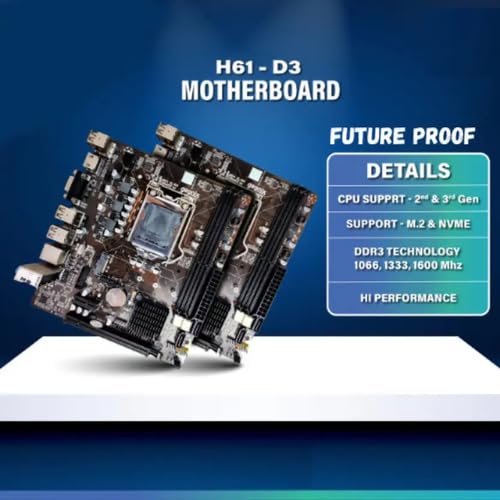 H61 - D3
MOTHERBOARD
FUTURE PROOF
DETAILS
CPU SUPPRT - 2nd & 3rd Gen
SUPPORT - M.2 & NVME
DDR3 TECHNOLOGY
1066, 1333, 1600 Mhz
HI PERFORMANCE